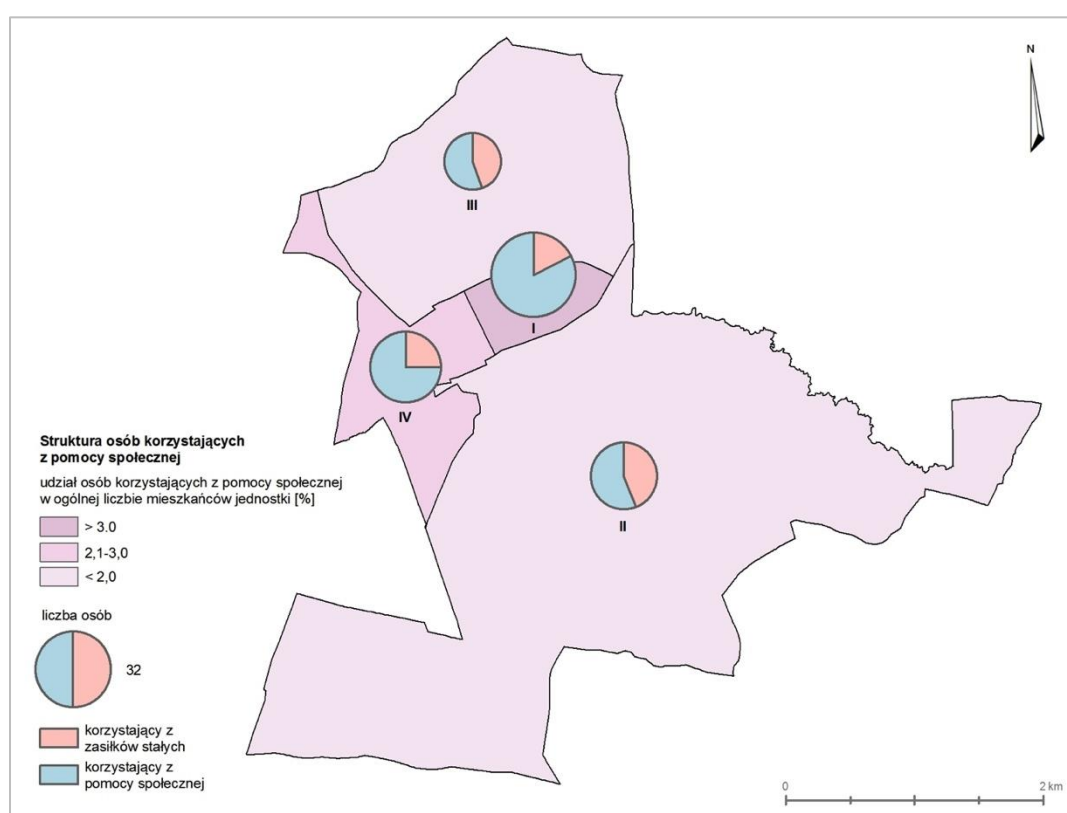 N
III
I
IV
II
Struktura osób korzystających
z pomocy społecznej
udział osób korzystających z pomocy społecznej
w ogólnej liczbie mieszkańców jednostki [%]
> 3.0
2,1-3,0
< 2,0
liczba osób
32
korzystający z
zasiłków stałych
korzystający z
pomocy społecznej
0
2 km